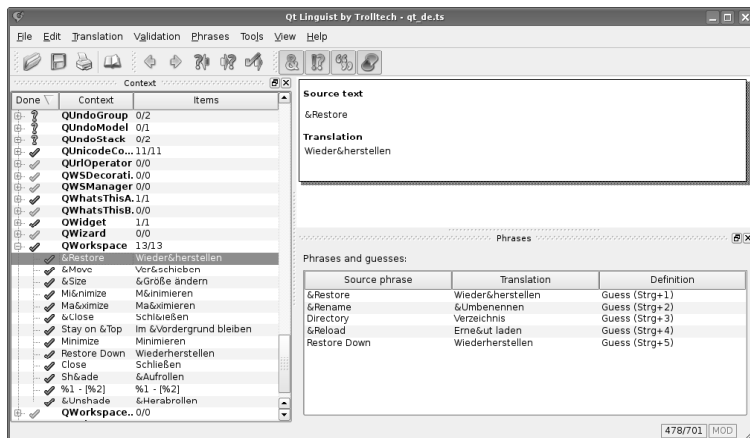 Qt Linguist by Trolltech - qt_de.ts
File Edit Translation Validation Phrases Tools View Help
Context
Done Context Items
QUndoGroup 0/2
QUndoModel 0/1
QUndoStack 0/2
QUnicodeCo... 11/11
QUrlOperator 0/0
QWSDecorati.. 0/0
QWSManager 0/0
QWhatsThisA. 1/1
QWhatsThisB. 0/0
QWidget 1/1
QWizard 0/0
QWorkspace 13/13
&Restore Wieder&herstellen
&Move Ver&schieben
&Size &Größe ändern
Mi&nimize M&inimieren
Ma&ximize Ma&ximieren
&Close Schl&ießen
Stay on &Top Im &Vordergrund bleiben
Minimize Minimieren
Restore Down Wiederherstellen
Close Schließen
Sh&ade &Aufrollen
%1 - [%2] %1 - [%2]
&Unshade &Herabrollen
QWorkspace.. 0/0
Source text
&Restore
Translation
Wieder&herstellen
Phrases
Phrases and guesses:
Source phrase Translation Definition
&Restore Wieder&herstellen Guess (Strg+1)
&Rename &Umbenennen Guess (Strg+2)
Directory Verzeichnis Guess (Strg+3)
&Reload Erne&ut laden Guess (Strg+4)
Restore Down Wiederherstellen Guess (Strg+5)
478/701 MOD